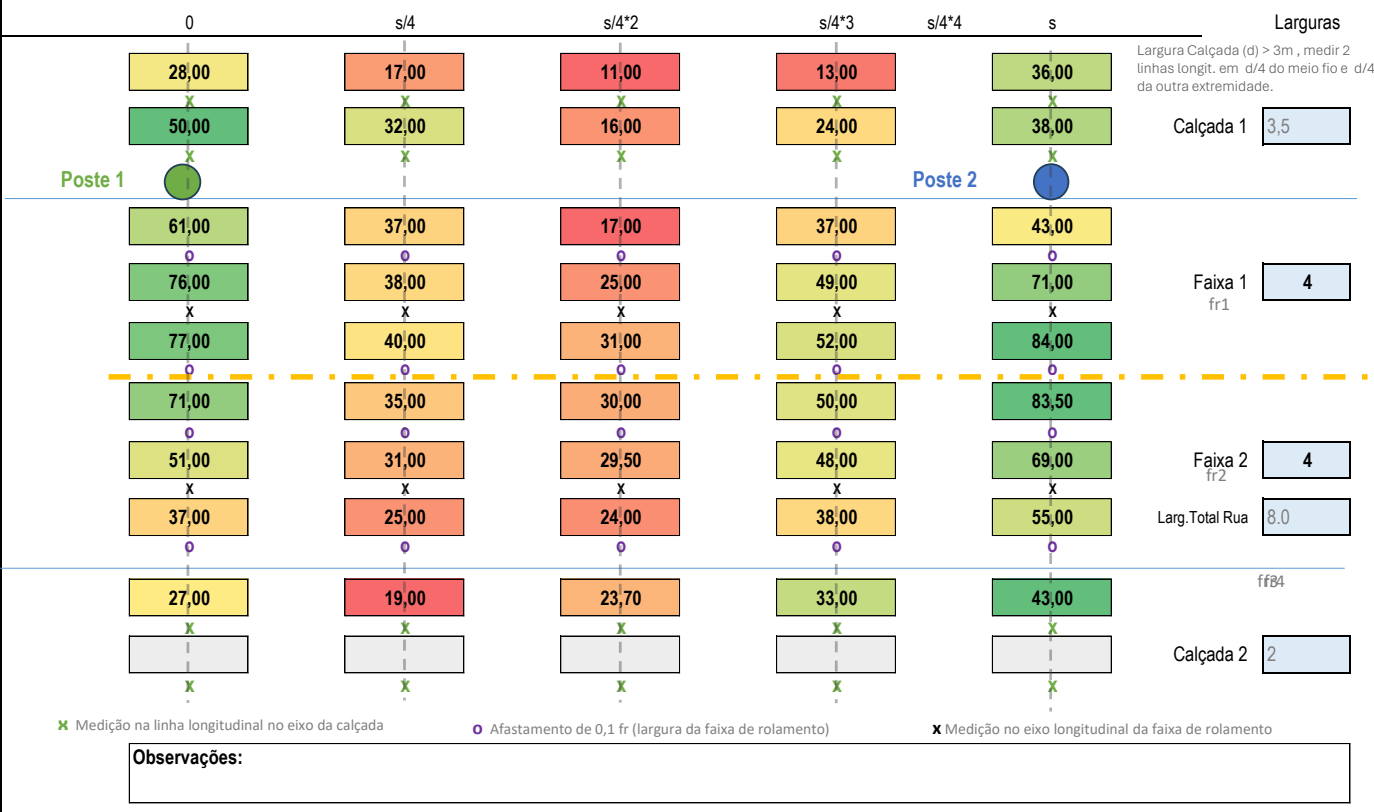 0 s/4 s/4*2 s/4*3 s/4*4 s Larguras
Largura Calçada (d) > 3m , medir 2
linhas longit. em d/4 do meio fio e d/4
da outra extremidade.
28,00 17,00 11,00 13,00 36,00
x x x x x
50,00 32,00 16,00 24,00 38,00 Calçada 1 3,5
x x x x x
Poste 1 Poste 2
61,00 37,00 17,00 37,00 43,00
o o o o o
76,00 38,00 25,00 49,00 71,00 Faixa 1 4
fr1
x x x x x
77,00 40,00 31,00 52,00 84,00
o o o o o
71,00 35,00 30,00 50,00 83,50
o o o o o
51,00 31,00 29,50 48,00 69,00 Faixa 2 4
fr2
x x x x x
37,00 25,00 24,00 38,00 55,00 Larg.Total Rua 8.0
o o o o o
27,00 19,00 23,70 33,00 43,00
x x x x x
Calçada 2 2
x x x x x
x Medição na linha longitudinal no eixo da calçada
o Afastamento de 0,1 fr (largura da faixa de rolamento)
x Medição no eixo longitudinal da faixa de rolamento
Observações: